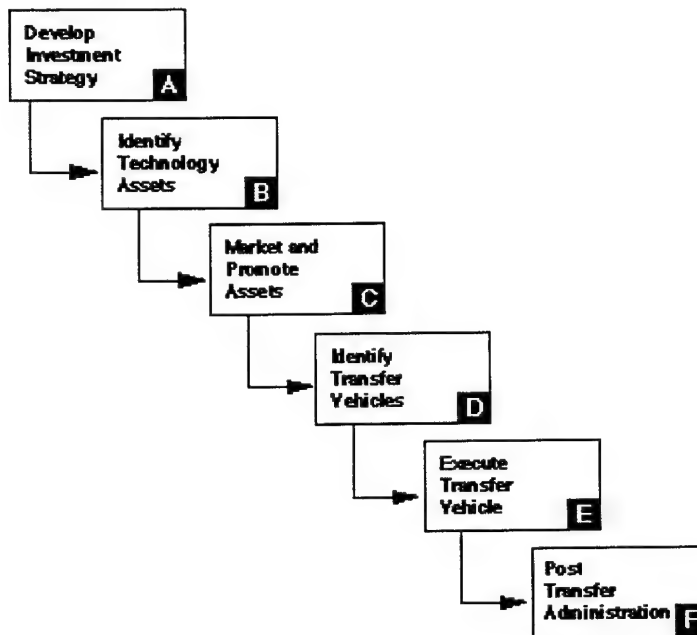 Develop
Investment
Strategy
A
Identify
Technology
Assets
B
Market and
Promote
Assets
C
Identify
Transfer
Vehicles
D
Execute
Transfer
Vehicle
E
Post
Transfer
Administration
F